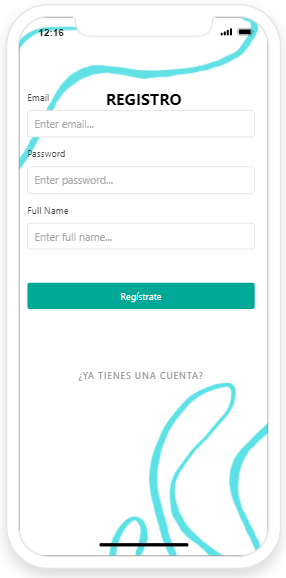 12:16
REGISTRO
Email
Enter email...
Password
Enter password...
Full Name
Enter full name...
Regístrate
¿YA TIENES UNA CUENTA?